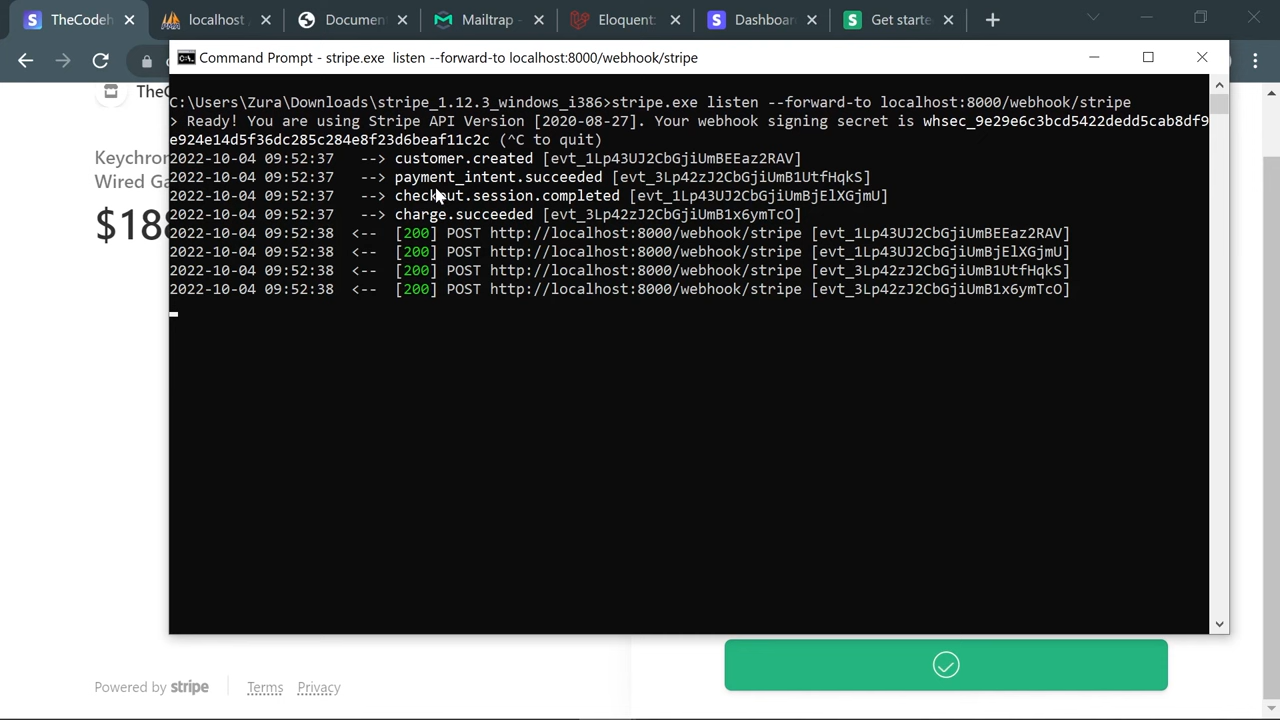 TheCodeh
localhost
Documen
Mailtrap -
Eloquent:
Dashboar
Get starte
Command Prompt - stripe.exe listen --forward-to localhost:8000/webhook/stripe
TheC
Keychron
Wired Ga
$188
C:\Users\Zura\Downloads\stripe_1.12.3_windows_i386>stripe.exe listen --forward-to localhost:8000/webhook/stripe
> Ready! You are using Stripe API Version [2020-08-27]. Your webhook signing secret is whsec_9e29e6c3bcd5422dedd5cab8df9
e924e14d5f36dc285c284e8f23d6beaf11c2c (^C to quit)
2022-10-04 09:52:37 --> customer.created [evt_1Lp43UJ2CbGjiUmBEEaz2RAV]
2022-10-04 09:52:37 --> payment_intent.succeeded [evt_3Lp42zJ2CbGjiUmB1UtfHqkS]
2022-10-04 09:52:37 --> checkout.session.completed [evt_1Lp43UJ2CbGjiUmBjElXGjmU]
2022-10-04 09:52:37 --> charge.succeeded [evt_3Lp42zJ2CbGjiUmB1x6ymTcO]
2022-10-04 09:52:38 <-- [200] POST http://localhost:8000/webhook/stripe [evt_1Lp43UJ2CbGjiUmBEEaz2RAV]
2022-10-04 09:52:38 <-- [200] POST http://localhost:8000/webhook/stripe [evt_1Lp43UJ2CbGjiUmBjElXGjmU]
2022-10-04 09:52:38 <-- [200] POST http://localhost:8000/webhook/stripe [evt_3Lp42zJ2CbGjiUmB1UtfHqkS]
2022-10-04 09:52:38 <-- [200] POST http://localhost:8000/webhook/stripe [evt_3Lp42zJ2CbGjiUmB1x6ymTcO]
Powered by stripe
Terms
Privacy